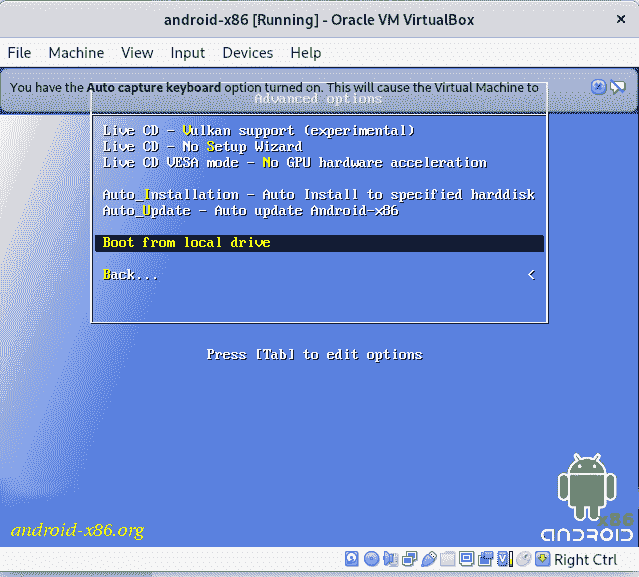 android-x86 [Running] - Oracle VM VirtualBox
File Machine View Input Devices Help
You have the Auto capture keyboard option turned on. This will cause the Virtual Machine to
Advanced options
Live CD - Vulkan support (experimental)
Live CD - No Setup Wizard
Live CD VESA mode - No GPU hardware acceleration
Auto_Installation - Auto Install to specified harddisk
Auto_Update - Auto update Android-x86
Boot from local drive
Back... <
Press [Tab] to edit options
android-x86.org
x86
ANDROID
Right Ctrl